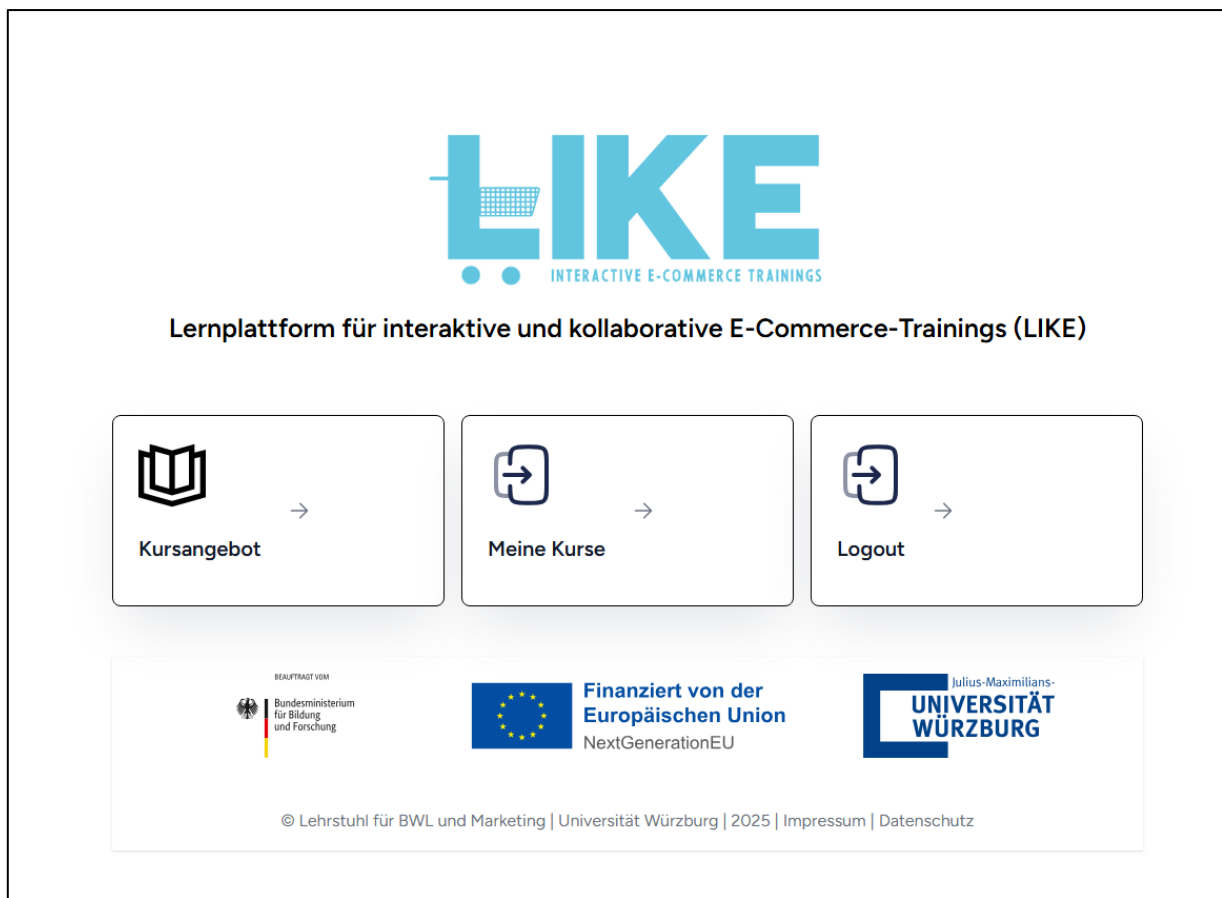 LIKE
INTERACTIVE E-COMMERCE TRAININGS
Lernplattform für interaktive und kollaborative E-Commerce-Trainings (LIKE)
Kursangebot
Meine Kurse
Logout
BEAUFTRAGT VOM
Bundesministerium
für Bildung
und Forschung
Finanziert von der
Europäischen Union
NextGenerationEU
Julius-Maximilians-
UNIVERSITÄT
WÜRZBURG
© Lehrstuhl für BWL und Marketing | Universität Würzburg | 2025 | Impressum | Datenschutz